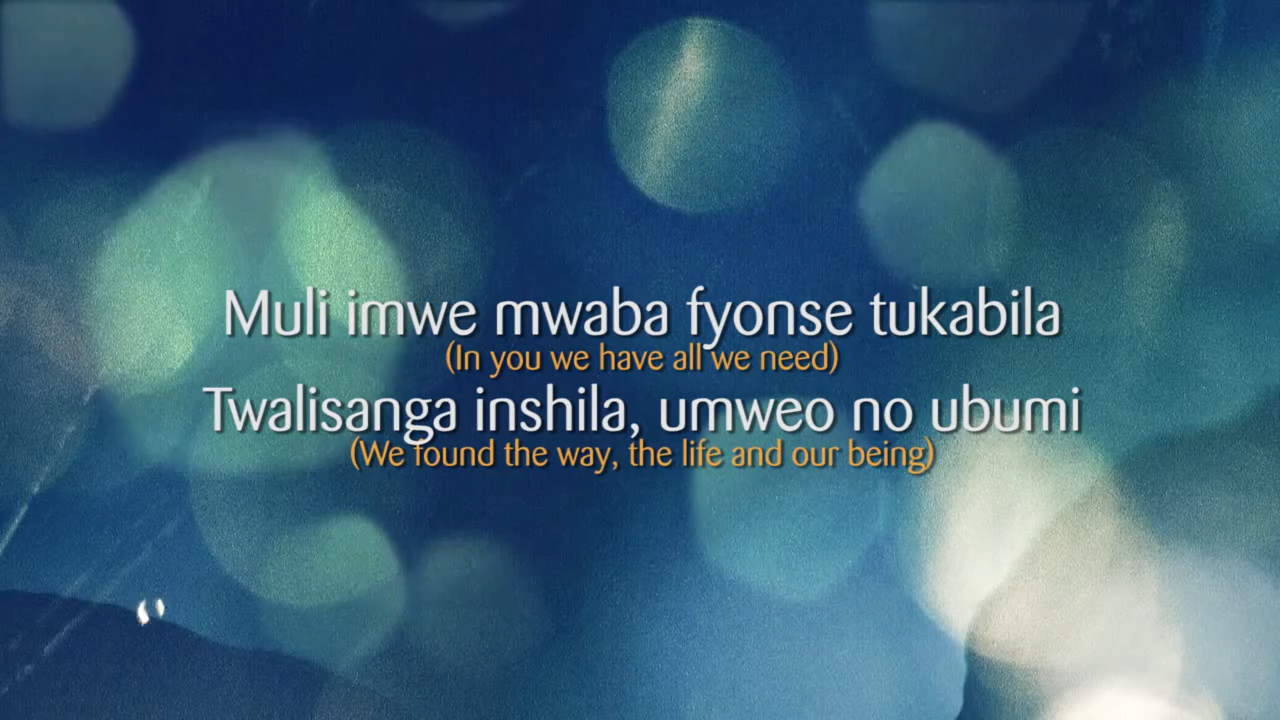 Muli imwe mwaba fyonse tukabila
(In you we have all we need)
Twalisanga inshila, umweo no ubumi
(We found the way, the life and our being)